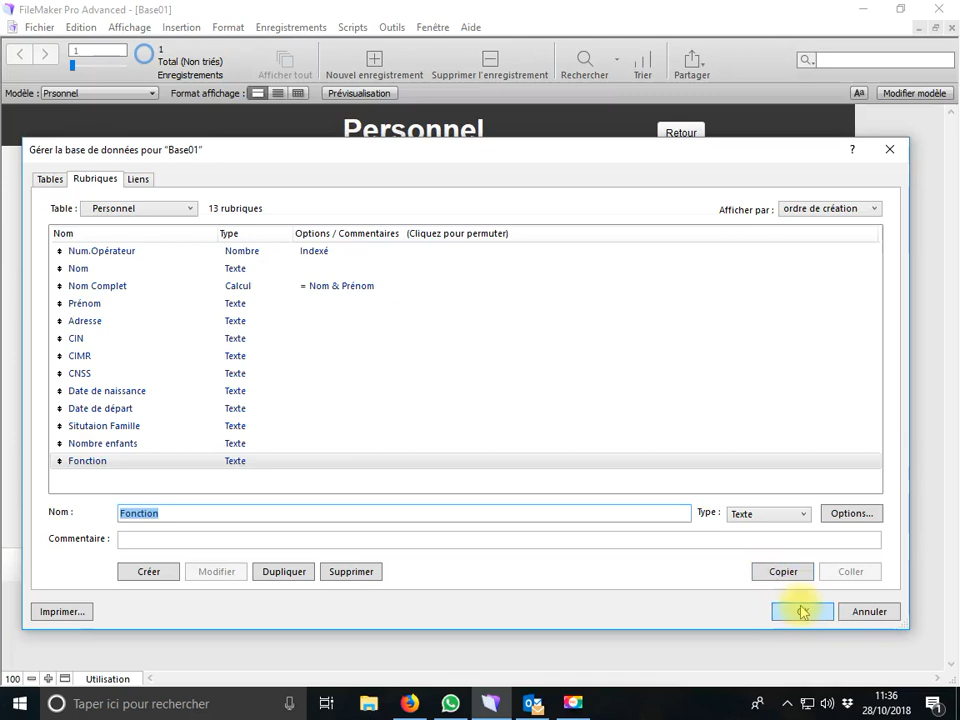 FileMaker Pro Advanced - [Base01]
Fichier Edition Affichage Insertion Format Enregistrements Scripts Outils Fenêtre Aide
1
1
Total (Non triés)
Enregistrements
Afficher tout
Nouvel enregistrement
Supprimer l'enregistrement
Rechercher
Trier
Partager
Modèle : Prsonnel
Format affichage :
Prévisualisation
Aa
Modifier modèle
Personnel
Retour
Gérer la base de données pour "Base01"
?
Tables Rubriques Liens
Table : Personnel 13 rubriques
Afficher par : ordre de création
Nom Type Options / Commentaires (Cliquez pour permuter)
Num.Opérateur Nombre Indexé
Nom Texte
Nom Complet Calcul = Nom & Prénom
Prénom Texte
Adresse Texte
CIN Texte
CIMR Texte
CNSS Texte
Date de naissance Texte
Date de départ Texte
Situtaion Famille Texte
Nombre enfants Texte
Fonction Texte
Nom : Fonction
Type : Texte
Options...
Commentaire :
Créer Modifier Dupliquer Supprimer Copier Coller
Imprimer... Annuler
100
Utilisation
Taper ici pour rechercher
11:36
28/10/2018